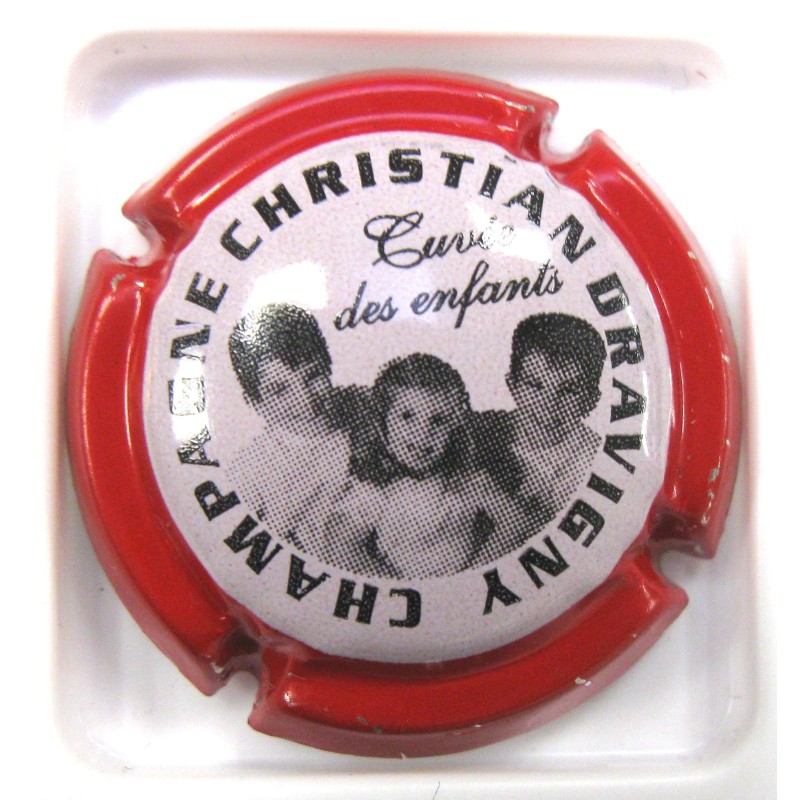 CHAMPAGNE CHRISTIAN DRAVIGNY
Cuvée
des enfants